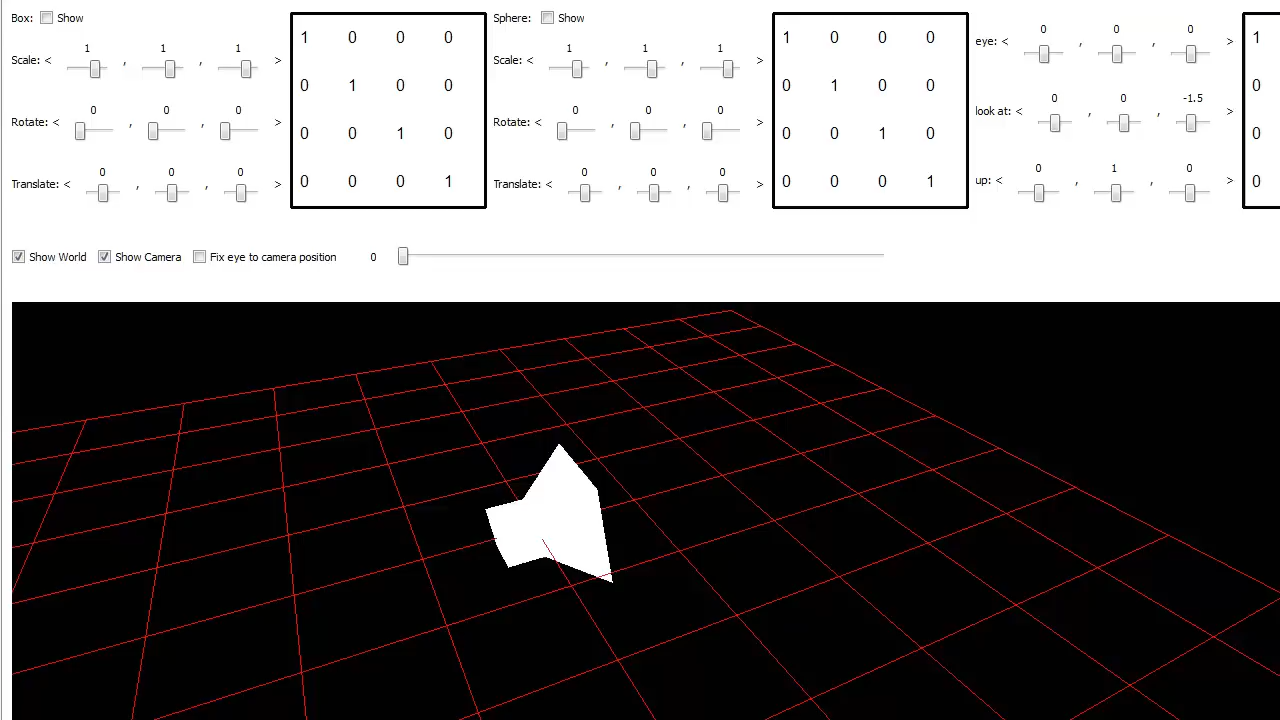 Box: Show
Scale: < 1 , 1 , 1 >
Rotate: < 0 , 0 , 0 >
Translate: < 0 , 0 , 0 >
1 0 0 0
0 1 0 0
0 0 1 0
0 0 0 1
Sphere: Show
Scale: < 1 , 1 , 1 >
Rotate: < 0 , 0 , 0 >
Translate: < 0 , 0 , 0 >
1 0 0 0
0 1 0 0
0 0 1 0
0 0 0 1
eye: < 0 , 0 , 0 >
look at: < 0 , 0 , -1.5 >
up: < 0 , 1 , 0 >
1
0
0
0
Show World Show Camera Fix eye to camera position 0